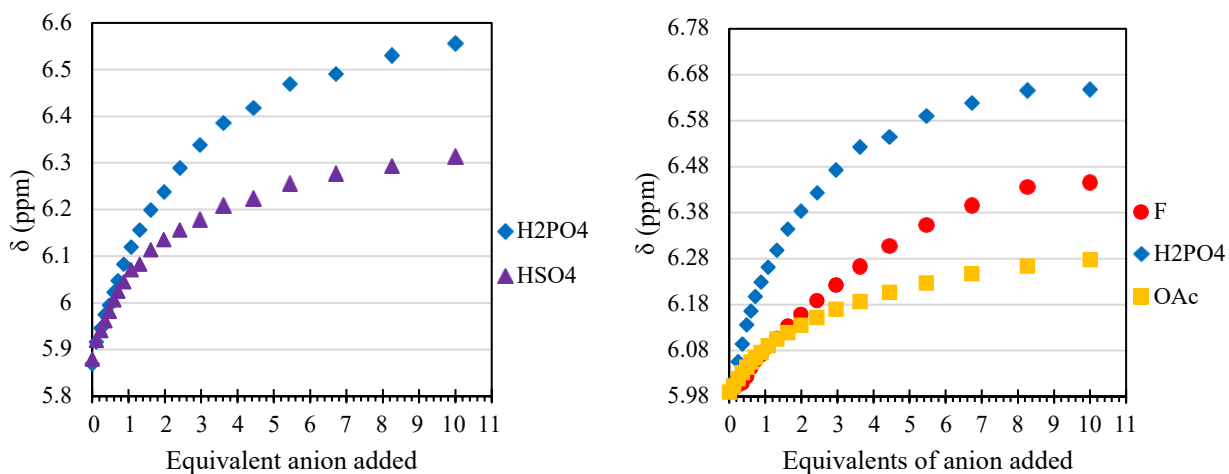 6.6
6.5
6.4
6.3
6.2
6.1
6
5.9
5.8
δ (ppm)
0 1 2 3 4 5 6 7 8 9 10 11
Equivalent anion added
H2PO4
HSO4
6.78
6.68
6.58
6.48
6.38
6.28
6.18
6.08
5.98
δ (ppm)
0 1 2 3 4 5 6 7 8 9 10 11
Equivalents of anion added
F
H2PO4
OAc